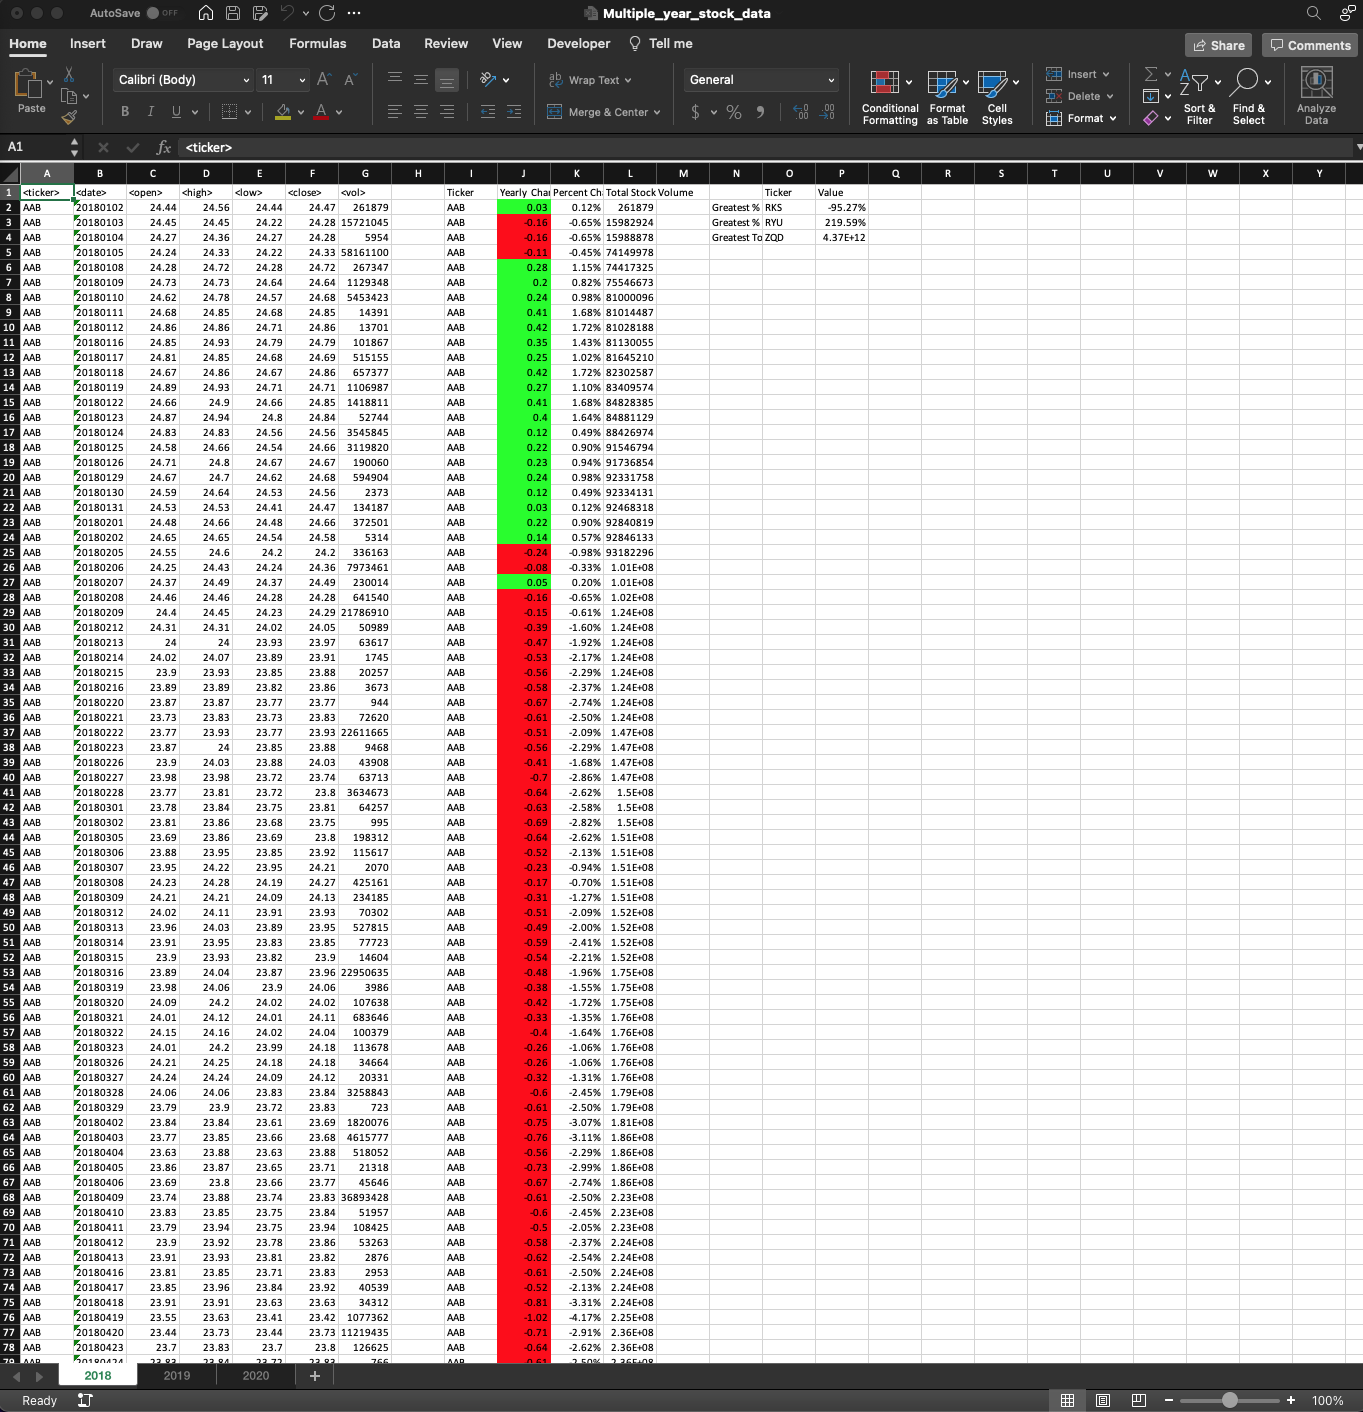 AutoSave OFF Multiple_year_stock_data
Home Insert Draw Page Layout Formulas Data Review View Developer Tell me Share Comments
Paste Calibri (Body) 11 A A Wrap Text General Conditional Formatting Format as Table Cell Styles Insert Delete Format Sort & Filter Find & Select Analyze Data
B I U A Merge & Center $ %
A1 fx <ticker>
A B C D E F G H I J K L M N O P Q R S T U V W X Y
1 <ticker> <date> <open> <high> <low> <close> <vol> Ticker Yearly Chan Percent Ch Total Stock Volume Ticker Value
2 AAB 20180102 24.44 24.56 24.44 24.47 261879 AAB 0.03 0.12% 261879 Greatest % RKS -95.27%
3 AAB 20180103 24.45 24.45 24.22 24.28 15721045 AAB -0.16 -0.65% 15982924 Greatest % RYU 219.59%
4 AAB 20180104 24.27 24.36 24.27 24.28 5954 AAB -0.16 -0.65% 15988878 Greatest To ZQD 4.37E+12
5 AAB 20180105 24.24 24.33 24.22 24.33 58161100 AAB -0.11 -0.45% 74149978
6 AAB 20180108 24.28 24.72 24.28 24.72 267347 AAB 0.28 1.15% 74417325
7 AAB 20180109 24.73 24.73 24.64 24.64 1129348 AAB 0.2 0.82% 75546673
8 AAB 20180110 24.62 24.78 24.57 24.68 5453423 AAB 0.24 0.98% 81000096
9 AAB 20180111 24.68 24.85 24.68 24.85 14391 AAB 0.41 1.68% 81014487
10 AAB 20180112 24.86 24.86 24.71 24.86 13701 AAB 0.42 1.72% 81028188
11 AAB 20180116 24.85 24.93 24.79 24.79 101867 AAB 0.35 1.43% 81130055
12 AAB 20180117 24.81 24.85 24.68 24.69 515155 AAB 0.25 1.02% 81645210
13 AAB 20180118 24.67 24.86 24.67 24.86 657377 AAB 0.42 1.72% 82302587
14 AAB 20180119 24.89 24.93 24.71 24.71 1106987 AAB 0.27 1.10% 83409574
15 AAB 20180122 24.66 24.9 24.66 24.85 1418811 AAB 0.41 1.68% 84828385
16 AAB 20180123 24.87 24.94 24.8 24.84 52744 AAB 0.4 1.64% 84881129
17 AAB 20180124 24.83 24.83 24.56 24.56 3545845 AAB 0.12 0.49% 88426974
18 AAB 20180125 24.58 24.66 24.54 24.66 3119820 AAB 0.22 0.90% 91546794
19 AAB 20180126 24.71 24.8 24.67 24.67 190060 AAB 0.23 0.94% 91736854
20 AAB 20180129 24.67 24.7 24.62 24.68 594904 AAB 0.24 0.98% 92331758
21 AAB 20180130 24.59 24.64 24.53 24.56 2373 AAB 0.12 0.49% 92334131
22 AAB 20180131 24.53 24.53 24.41 24.47 134187 AAB 0.03 0.12% 92468318
23 AAB 20180201 24.48 24.66 24.48 24.66 372501 AAB 0.22 0.90% 92840819
24 AAB 20180202 24.65 24.65 24.54 24.58 5314 AAB 0.14 0.57% 92846133
25 AAB 20180205 24.55 24.6 24.2 24.2 336163 AAB -0.24 -0.98% 93182296
26 AAB 20180206 24.25 24.43 24.24 24.36 7973461 AAB -0.08 -0.33% 1.01E+08
27 AAB 20180207 24.37 24.49 24.37 24.49 230014 AAB 0.05 0.20% 1.01E+08
28 AAB 20180208 24.46 24.46 24.28 24.28 641540 AAB -0.16 -0.65% 1.02E+08
29 AAB 20180209 24.4 24.45 24.23 24.29 21786910 AAB -0.15 -0.61% 1.24E+08
30 AAB 20180212 24.31 24.31 24.02 24.05 50989 AAB -0.39 -1.60% 1.24E+08
31 AAB 20180213 24 24 23.93 23.97 63617 AAB -0.47 -1.92% 1.24E+08
32 AAB 20180214 24.02 24.07 23.89 23.91 1745 AAB -0.53 -2.17% 1.24E+08
33 AAB 20180215 23.9 23.93 23.85 23.88 20257 AAB -0.56 -2.29% 1.24E+08
34 AAB 20180216 23.89 23.89 23.82 23.86 3673 AAB -0.58 -2.37% 1.24E+08
35 AAB 20180220 23.87 23.87 23.77 23.77 944 AAB -0.67 -2.74% 1.24E+08
36 AAB 20180221 23.73 23.83 23.73 23.83 72620 AAB -0.61 -2.50% 1.24E+08
37 AAB 20180222 23.77 23.93 23.77 23.93 22611665 AAB -0.51 -2.09% 1.47E+08
38 AAB 20180223 23.87 24 23.85 23.88 9468 AAB -0.56 -2.29% 1.47E+08
39 AAB 20180226 23.9 24.03 23.88 24.03 43908 AAB -0.41 -1.68% 1.47E+08
40 AAB 20180227 23.98 23.98 23.72 23.74 63713 AAB -0.7 -2.86% 1.47E+08
41 AAB 20180228 23.77 23.81 23.72 23.8 3634673 AAB -0.64 -2.62% 1.5E+08
42 AAB 20180301 23.78 23.84 23.75 23.81 64257 AAB -0.63 -2.58% 1.5E+08
43 AAB 20180302 23.81 23.86 23.68 23.75 995 AAB -0.69 -2.82% 1.5E+08
44 AAB 20180305 23.69 23.86 23.69 23.8 198312 AAB -0.64 -2.62% 1.51E+08
45 AAB 20180306 23.88 23.95 23.85 23.92 115617 AAB -0.52 -2.13% 1.51E+08
46 AAB 20180307 23.95 24.22 23.95 24.21 2070 AAB -0.23 -0.94% 1.51E+08
47 AAB 20180308 24.23 24.28 24.19 24.27 425161 AAB -0.17 -0.70% 1.51E+08
48 AAB 20180309 24.21 24.21 24.09 24.13 234185 AAB -0.31 -1.27% 1.51E+08
49 AAB 20180312 24.02 24.11 23.91 23.93 70302 AAB -0.51 -2.09% 1.52E+08
50 AAB 20180313 23.96 24.03 23.89 23.95 527815 AAB -0.49 -2.00% 1.52E+08
51 AAB 20180314 23.91 23.95 23.83 23.85 77723 AAB -0.59 -2.41% 1.52E+08
52 AAB 20180315 23.9 23.93 23.82 23.9 14604 AAB -0.54 -2.21% 1.52E+08
53 AAB 20180316 23.89 24.04 23.87 23.96 22950635 AAB -0.48 -1.96% 1.75E+08
54 AAB 20180319 23.98 24.06 23.9 24.06 3986 AAB -0.38 -1.55% 1.75E+08
55 AAB 20180320 24.09 24.2 24.02 24.02 107638 AAB -0.42 -1.72% 1.75E+08
56 AAB 20180321 24.01 24.12 24.01 24.11 683646 AAB -0.33 -1.35% 1.76E+08
57 AAB 20180322 24.15 24.16 24.02 24.04 100379 AAB -0.4 -1.64% 1.76E+08
58 AAB 20180323 24.01 24.2 23.99 24.18 113678 AAB -0.26 -1.06% 1.76E+08
59 AAB 20180326 24.21 24.25 24.18 24.18 34664 AAB -0.26 -1.06% 1.76E+08
60 AAB 20180327 24.24 24.24 24.09 24.12 20331 AAB -0.32 -1.31% 1.76E+08
61 AAB 20180328 24.06 24.06 23.83 23.84 3258843 AAB -0.6 -2.45% 1.79E+08
62 AAB 20180329 23.79 23.9 23.72 23.83 723 AAB -0.61 -2.50% 1.79E+08
63 AAB 20180402 23.84 23.84 23.61 23.69 1820076 AAB -0.75 -3.07% 1.81E+08
64 AAB 20180403 23.77 23.85 23.66 23.68 4615777 AAB -0.76 -3.11% 1.86E+08
65 AAB 20180404 23.63 23.88 23.63 23.88 518052 AAB -0.56 -2.29% 1.86E+08
66 AAB 20180405 23.86 23.87 23.65 23.71 21318 AAB -0.73 -2.99% 1.86E+08
67 AAB 20180406 23.69 23.8 23.66 23.77 45646 AAB -0.67 -2.74% 1.86E+08
68 AAB 20180409 23.74 23.88 23.74 23.83 36893428 AAB -0.61 -2.50% 2.23E+08
69 AAB 20180410 23.83 23.85 23.75 23.84 51957 AAB -0.6 -2.45% 2.23E+08
70 AAB 20180411 23.79 23.94 23.75 23.94 108425 AAB -0.5 -2.05% 2.23E+08
71 AAB 20180412 23.9 23.92 23.78 23.86 53263 AAB -0.58 -2.37% 2.24E+08
72 AAB 20180413 23.91 23.93 23.81 23.82 2876 AAB -0.62 -2.54% 2.24E+08
73 AAB 20180416 23.81 23.85 23.71 23.83 2953 AAB -0.61 -2.50% 2.24E+08
74 AAB 20180417 23.85 23.96 23.84 23.92 40539 AAB -0.52 -2.13% 2.24E+08
75 AAB 20180418 23.91 23.91 23.63 23.63 34312 AAB -0.81 -3.31% 2.24E+08
76 AAB 20180419 23.55 23.63 23.41 23.42 1077362 AAB -1.02 -4.17% 2.25E+08
77 AAB 20180420 23.44 23.73 23.44 23.73 11219435 AAB -0.71 -2.91% 2.36E+08
78 AAB 20180423 23.7 23.83 23.7 23.8 126625 AAB -0.64 -2.62% 2.36E+08
79 AAB 20180424 23.83 23.84 23.72 23.83 766 AAB -0.61 -2.50% 2.36E+08
2018 2019 2020 +
Ready 100%